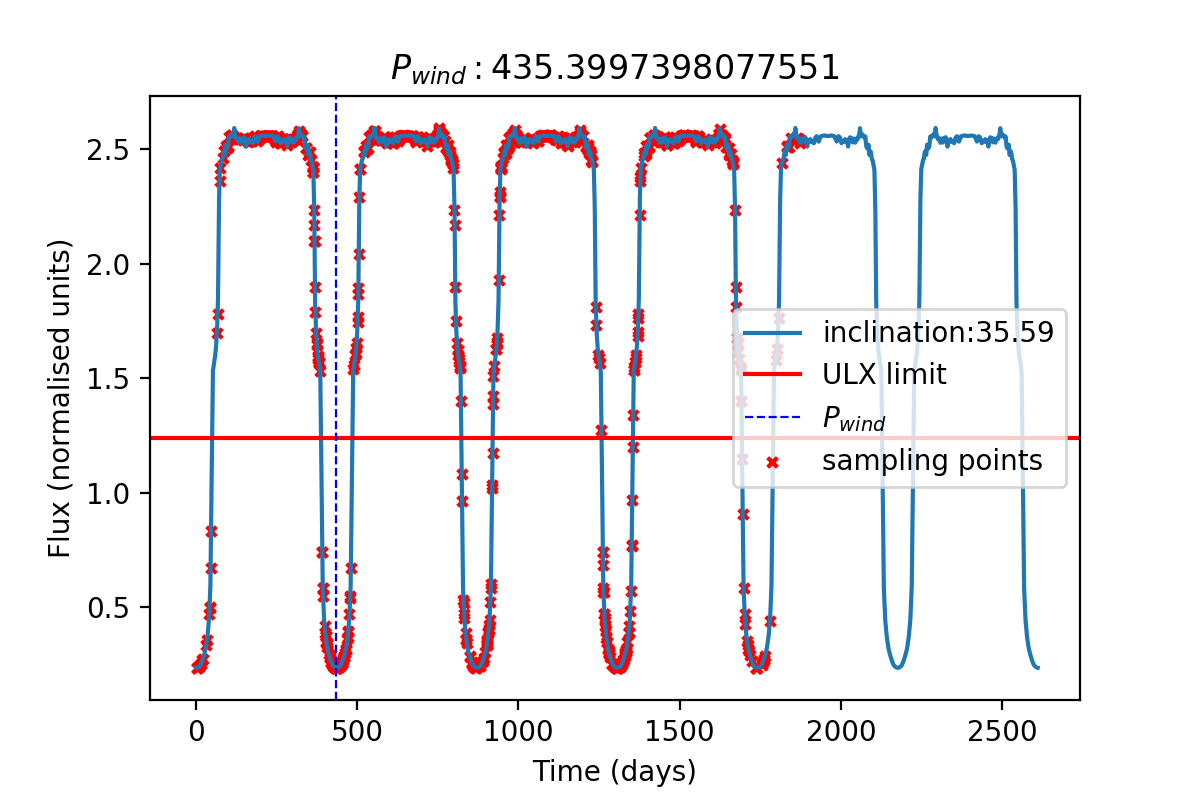 P_wind : 435.3997398077551
Flux (normalised units)
2.5
2.0
1.5
1.0
0.5
inclination:35.59
ULX limit
P_wind
sampling points
0 500 1000 1500 2000 2500
Time (days)